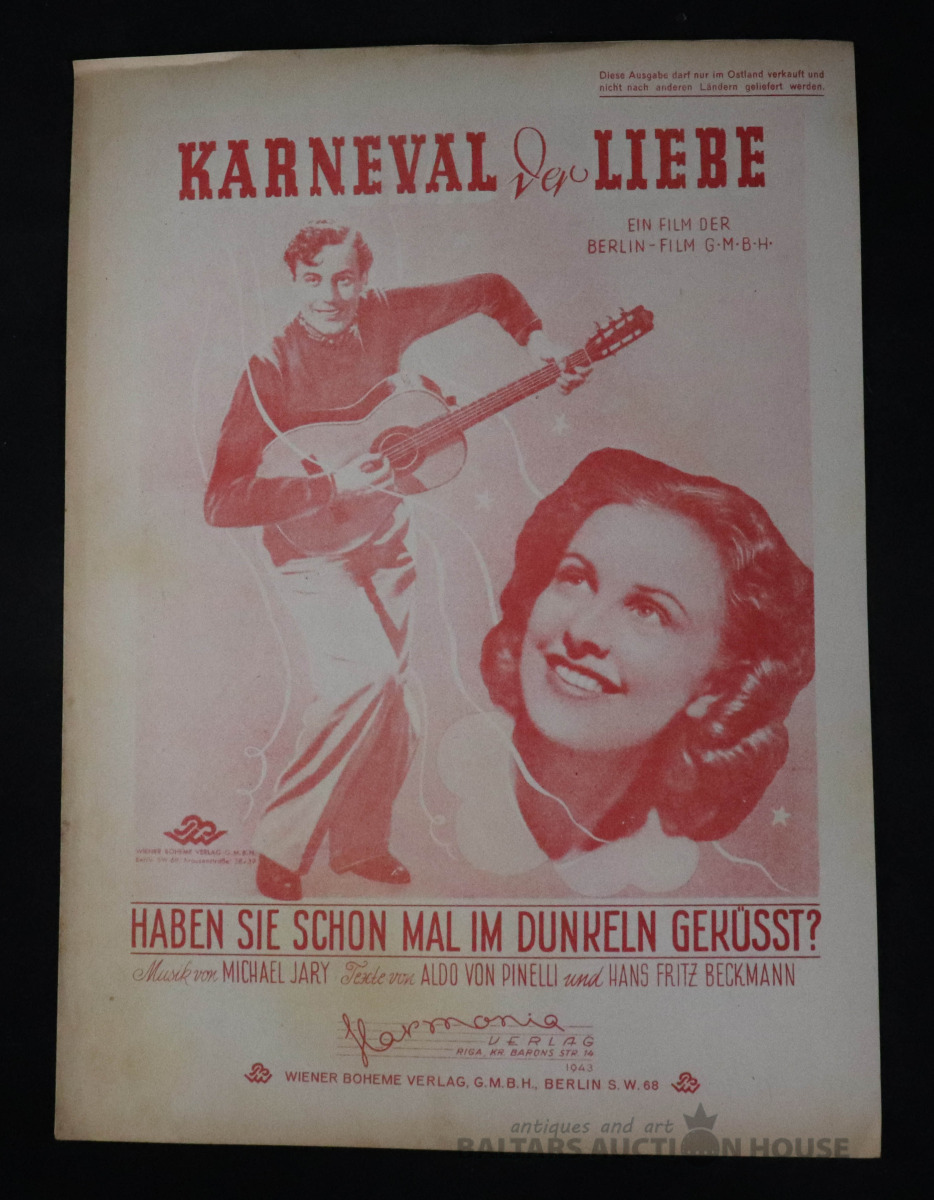 Diese Ausgabe darf nur im Ostland verkauft und
nicht nach anderen Ländern geliefert werden.
KARNEVAL der LIEBE
EIN FILM DER
BERLIN-FILM G·M·B·H·
WIENER BOHEME VERLAG G.M.B.H.
HABEN SIE SCHON MAL IM DUNKELN GEKÜSST?
Musik von MICHAEL JARY Texte von ALDO VON PINELLI und HANS FRITZ BECKMANN
Harmonia
VERLAG
RIGA, KR. BARONS STR. 14
1943
WIENER BOHEME VERLAG, G.M.B.H., BERLIN S.W. 68
antiques and art
BALTARS AUCTION HOUSE